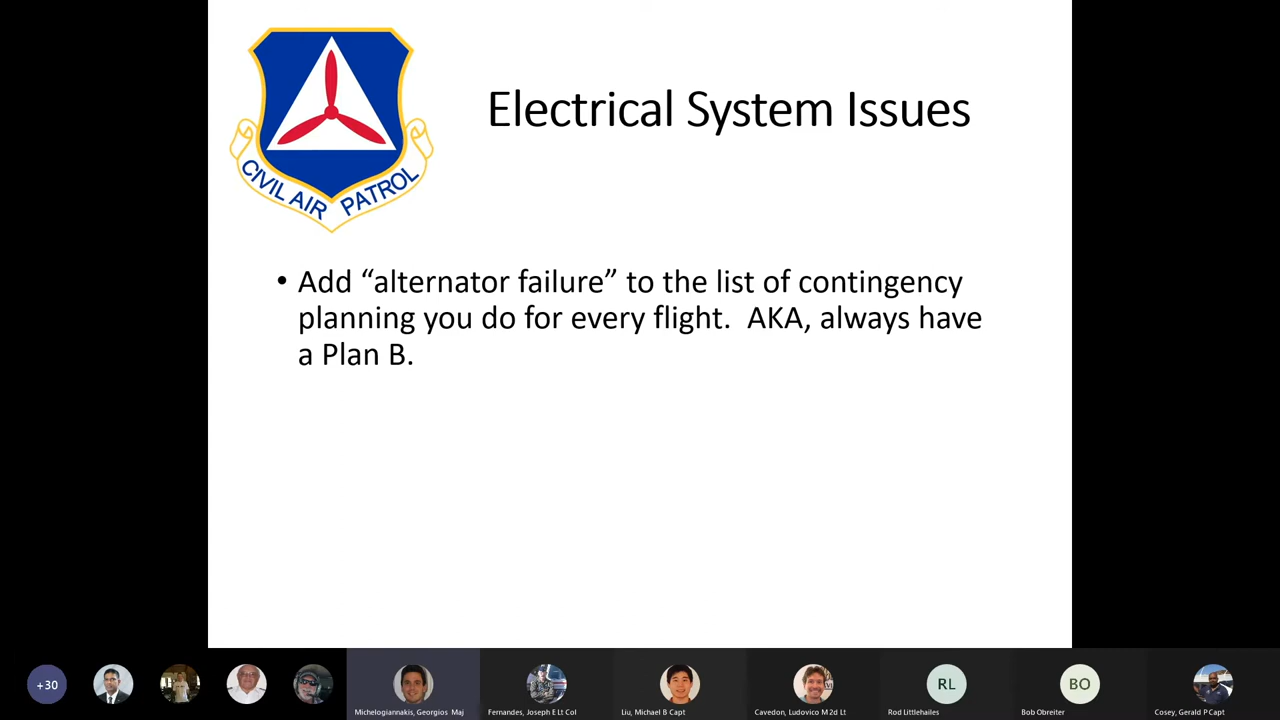 CIVIL AIR PATROL
Electrical System Issues
• Add “alternator failure” to the list of contingency
planning you do for every flight.  AKA, always have
a Plan B.
+30
Michelogiannakis, Georgios Maj
Fernandes, Joseph E Lt Col
Liu, Michael B Capt
Cavedon, Ludovico M 2d Lt
RL
Rod Littlehailes
BO
Bob Obreiter
Cosey, Gerald P Capt